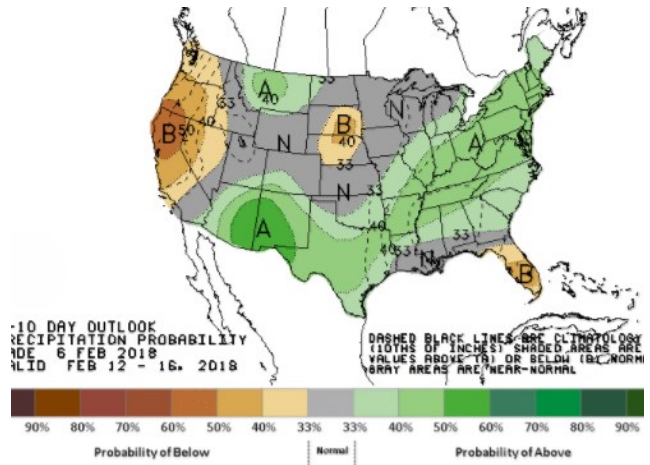 33
A
40
33
B
50
40
N
B
40
33
N
N
A
33
A
40
40
33
33
N
B
-10 DAY OUTLOOK
RECIPITATION PROBABILITY
ADE 6 FEB 2018
ALID FEB 12 - 16, 2018
DASHED BLACK LINES ARE CLIMATOLOGY
(10THS OF INCHES) SHADED AREAS ARE
VALUES ABOVE (A) OR BELOW (B) NORM
GRAY AREAS ARE NEAR-NORMAL
90% 80% 70% 60% 50% 40% 33% 33% 40% 50% 60% 70% 80% 90%
Probability of Below Normal Probability of Above